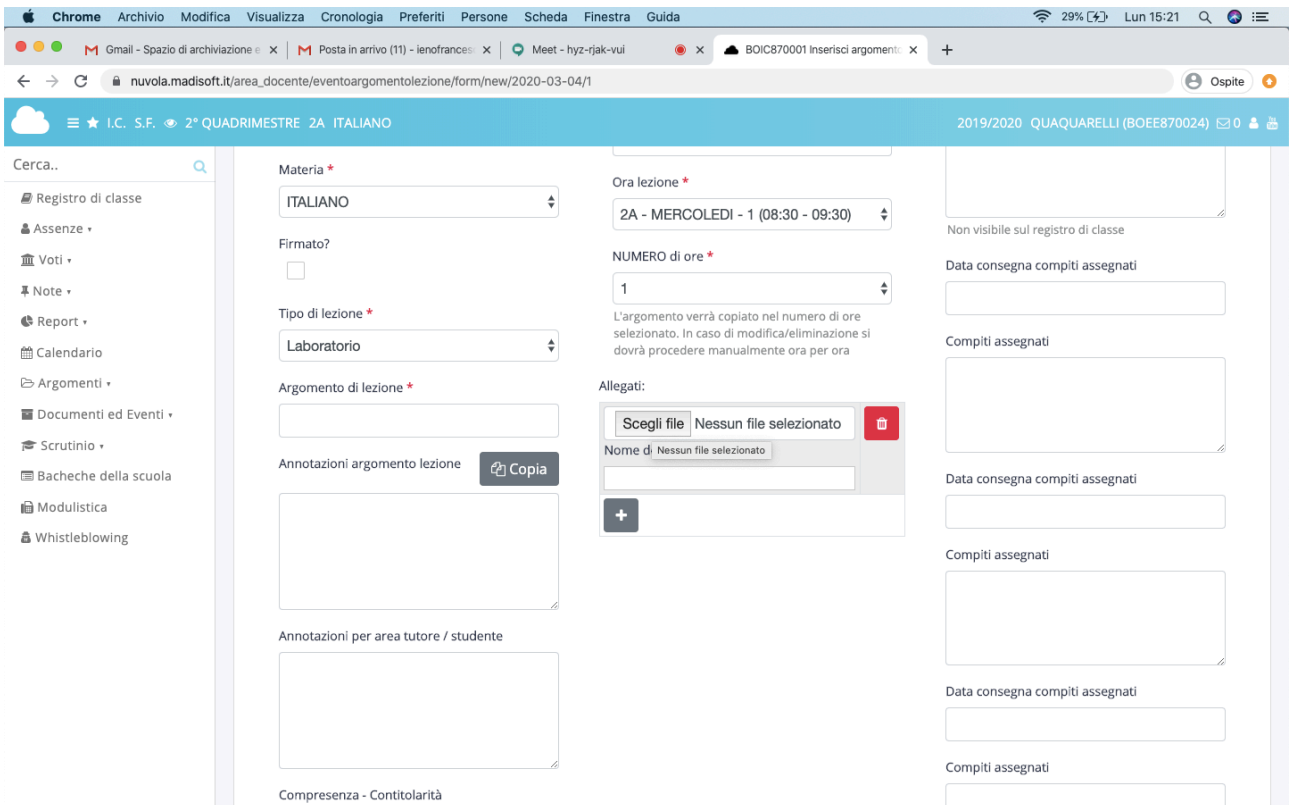 Chrome Archivio Modifica Visualizza Cronologia Preferiti Persone Scheda Finestra Guida 29% Lun 15:21
Gmail - Spazio di archiviazione e Posta in arrivo (11) - ienofrances Meet - hyz-rjak-vui BOIC870001 Inserisci argomento
nuvola.madisoft.it/area_docente/eventoargomentolezione/form/new/2020-03-04/1 Ospite
I.C. S.F. 2° QUADRIMESTRE 2A ITALIANO 2019/2020 QUAQUARELLI (BOEE870024) 0
Cerca..
Registro di classe
Assenze
Voti
Note
Report
Calendario
Argomenti
Documenti ed Eventi
Scrutinio
Bacheche della scuola
Modulistica
Whistleblowing
Materia *
ITALIANO
Firmato?
Tipo di lezione *
Laboratorio
Argomento di lezione *
Annotazioni argomento lezione Copia
Annotazioni per area tutore / studente
Compresenza - Contitolarità
Ora lezione *
2A - MERCOLEDI - 1 (08:30 - 09:30)
NUMERO di ore *
1
L'argomento verrà copiato nel numero di ore
selezionato. In caso di modifica/eliminazione si
dovrà procedere manualmente ora per ora
Allegati:
Scegli file Nessun file selezionato
Nome d Nessun file selezionato
+
Non visibile sul registro di classe
Data consegna compiti assegnati
Compiti assegnati
Data consegna compiti assegnati
Compiti assegnati
Data consegna compiti assegnati
Compiti assegnati